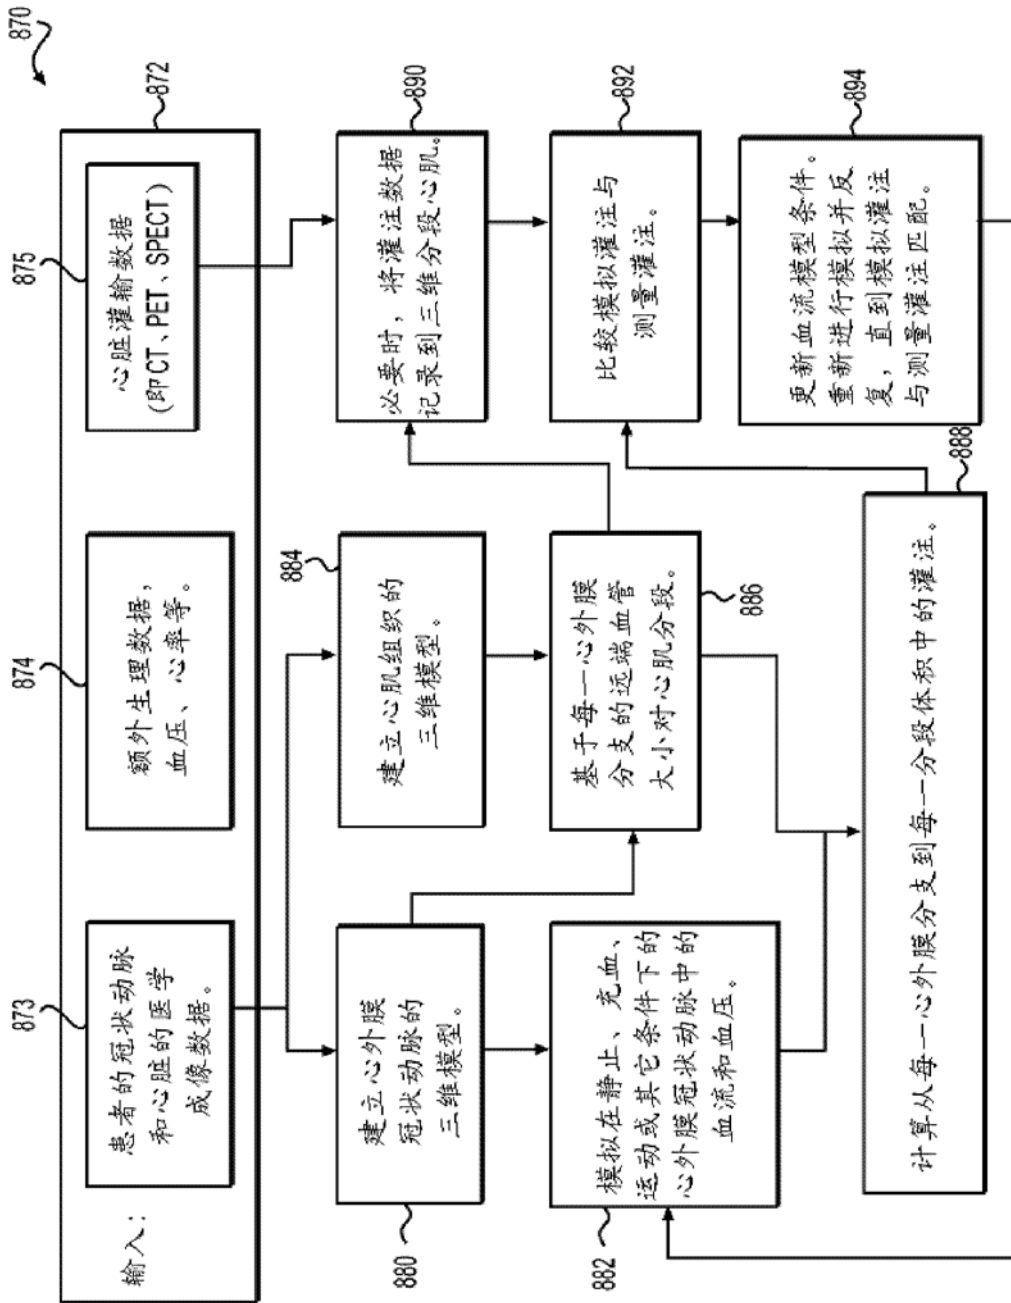 870
872
输入：
873
患者的冠状动脉
和心脏的医学
成像数据。
874
额外生理数据，
血压、心率等。
875
心脏灌输数据
(即CT、PET、SPECT)
880
建立心外膜
冠状动脉的
三维模型。
884
建立心肌组织的
三维模型。
890
必要时，将灌注数据
记录到三维分段心肌。
882
模拟在静止、充血、
运动或其它条件下的
心外膜冠状动脉中的
血流和血压。
886
基于每一心外膜
分支的远端血管
大小对心肌分段。
892
比较模拟灌注与
测量灌注。
888
计算从每一心外膜分支到每一分段体积中的灌注。
894
更新血流模型条件。
重新进行模拟并反
复，直到模拟灌注
与测量灌注匹配。